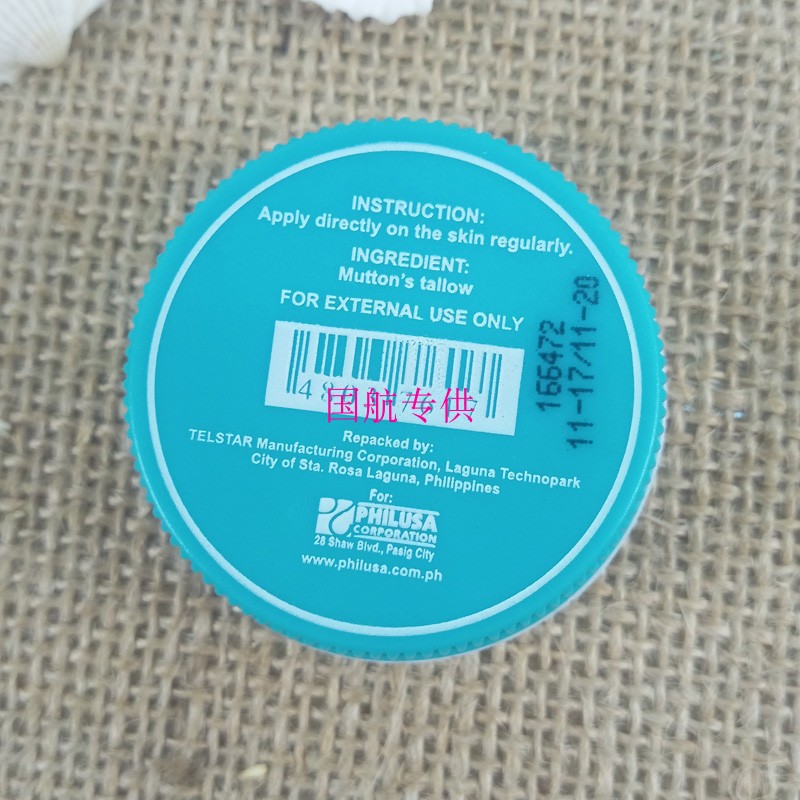 INSTRUCTION:
Apply directly on the skin regularly.
INGREDIENT:
Mutton's tallow
FOR EXTERNAL USE ONLY
166472
11-17/11-20
国航专供
Repacked by:
TELSTAR Manufacturing Corporation, Laguna Technopark
City of Sta. Rosa Laguna, Philippines
For:
PHILUSA
CORPORATION
28 Shaw Blvd., Pasig City
www.philusa.com.ph